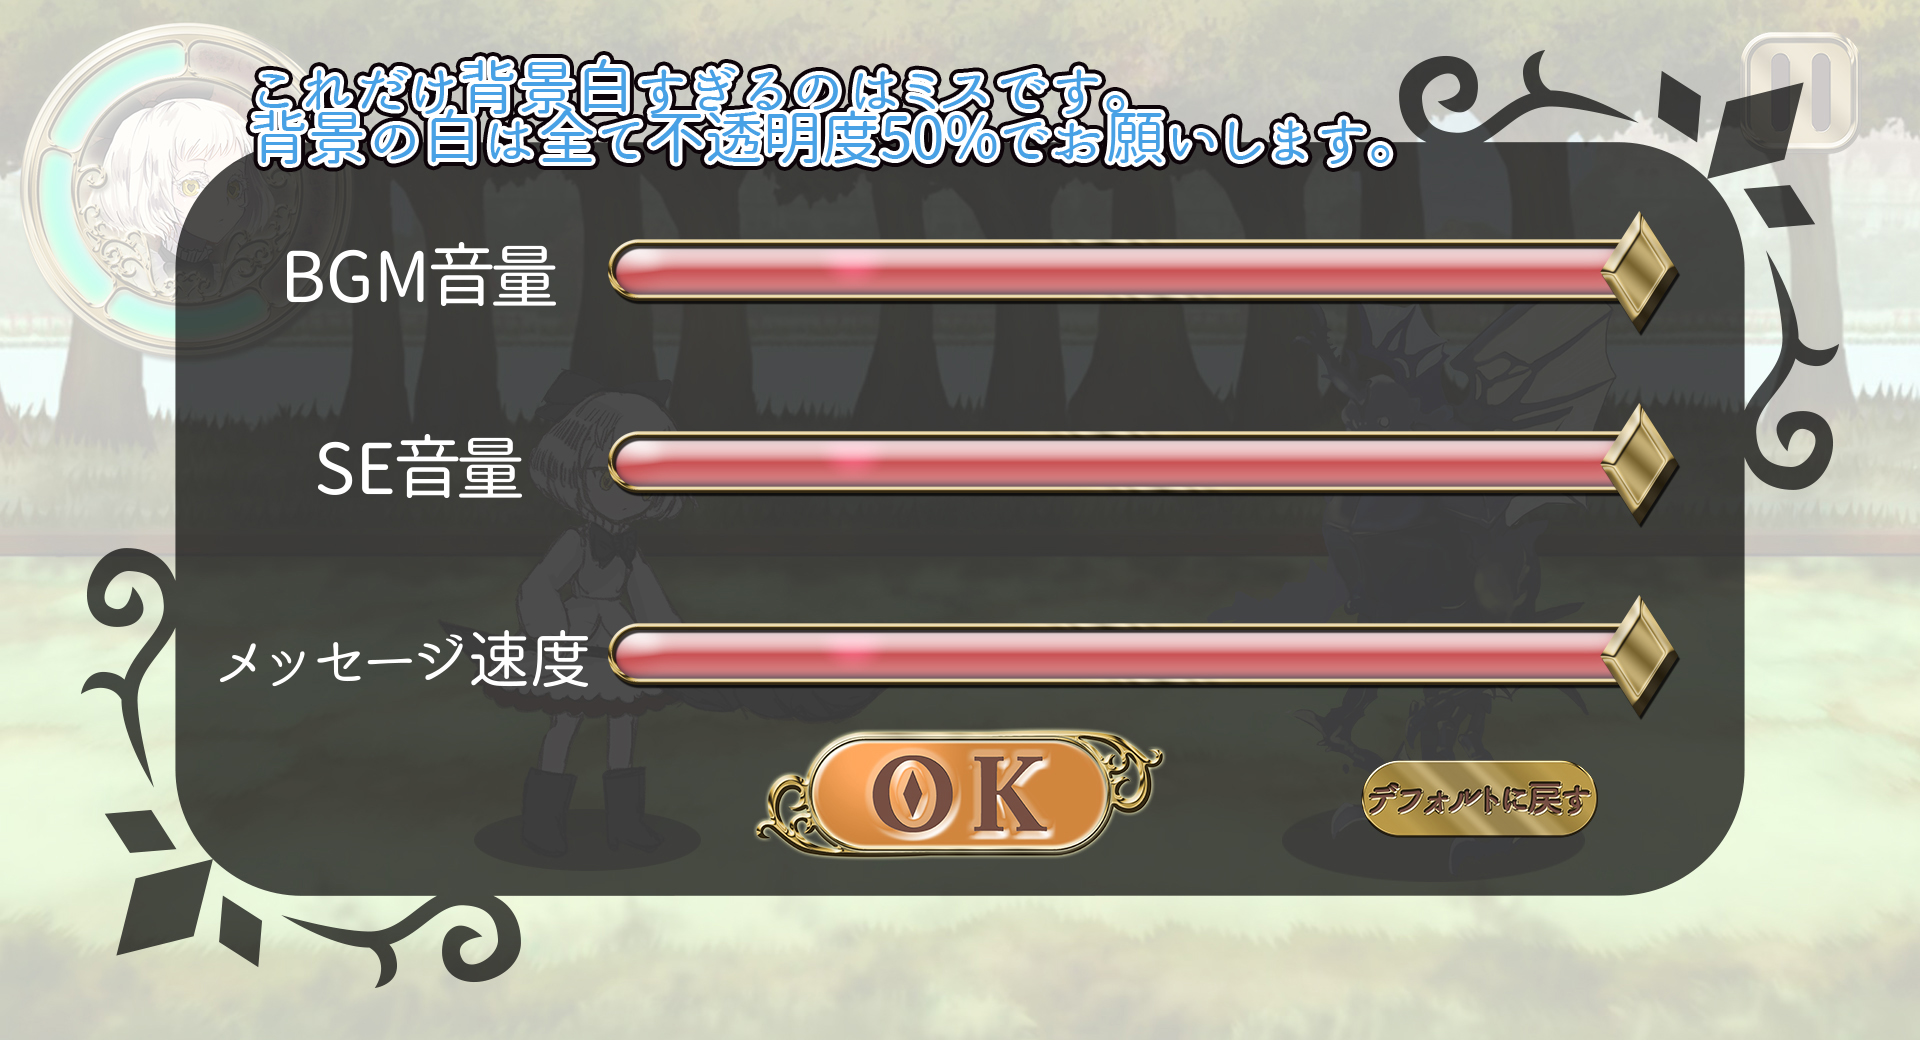 これだけ背景白すぎるのはミスです。
背景の白は全て不透明度50%でお願いします。
BGM音量
SE音量
メッセージ速度
OK
デフォルトに戻す